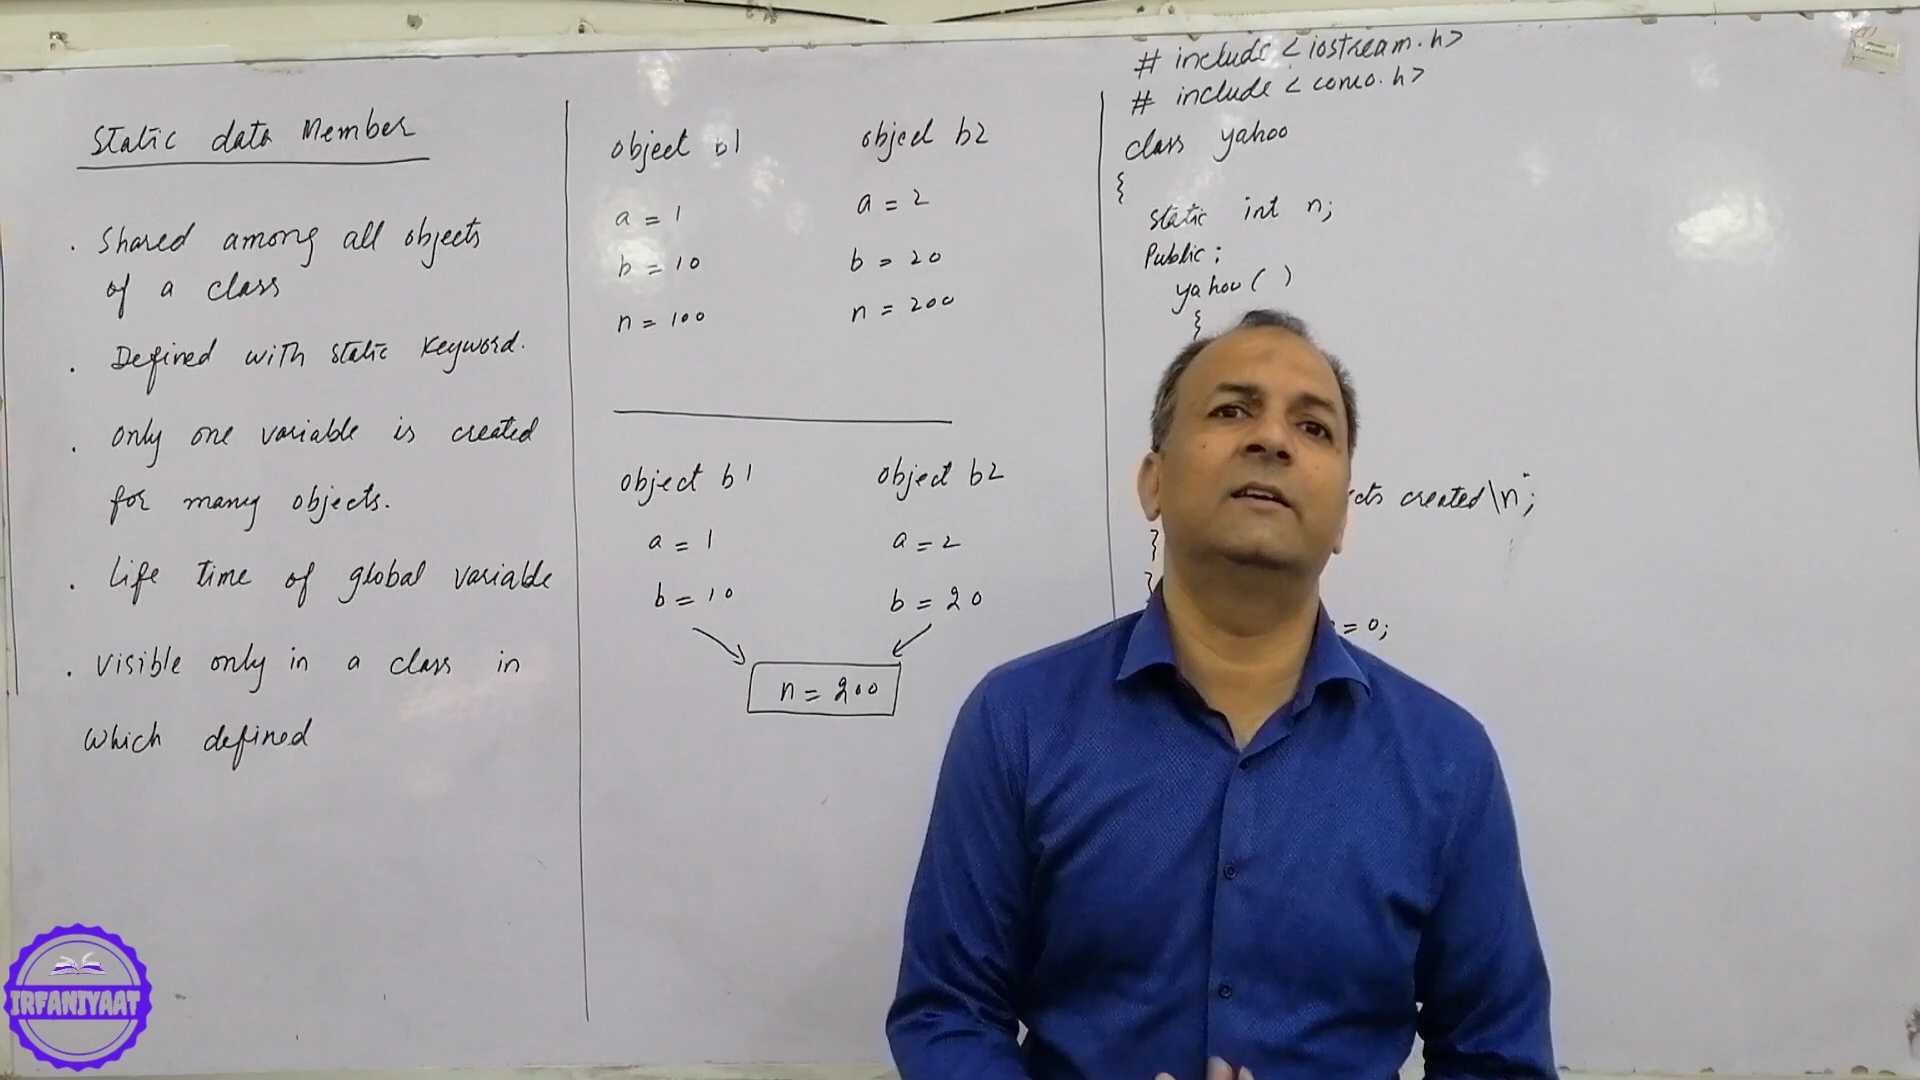 Static data Member
. Shared among all objects
of a class
. Defined with static Keyword.
. only one variable is created
for many objects.
. Life time of global variable
. visible only in a class in
which defined
object b1
a = 1
b = 10
n = 100
object b2
a = 2
b = 20
n = 200
object b1
a = 1
b = 10
object b2
a = 2
b = 20
n = 200
# include < iostream.h>
# include < conio.h>
class yahoo
{
static int n;
Public:
yahoo( )
{
cts created\n";
}
}
= 0;
IRFANIYAAT